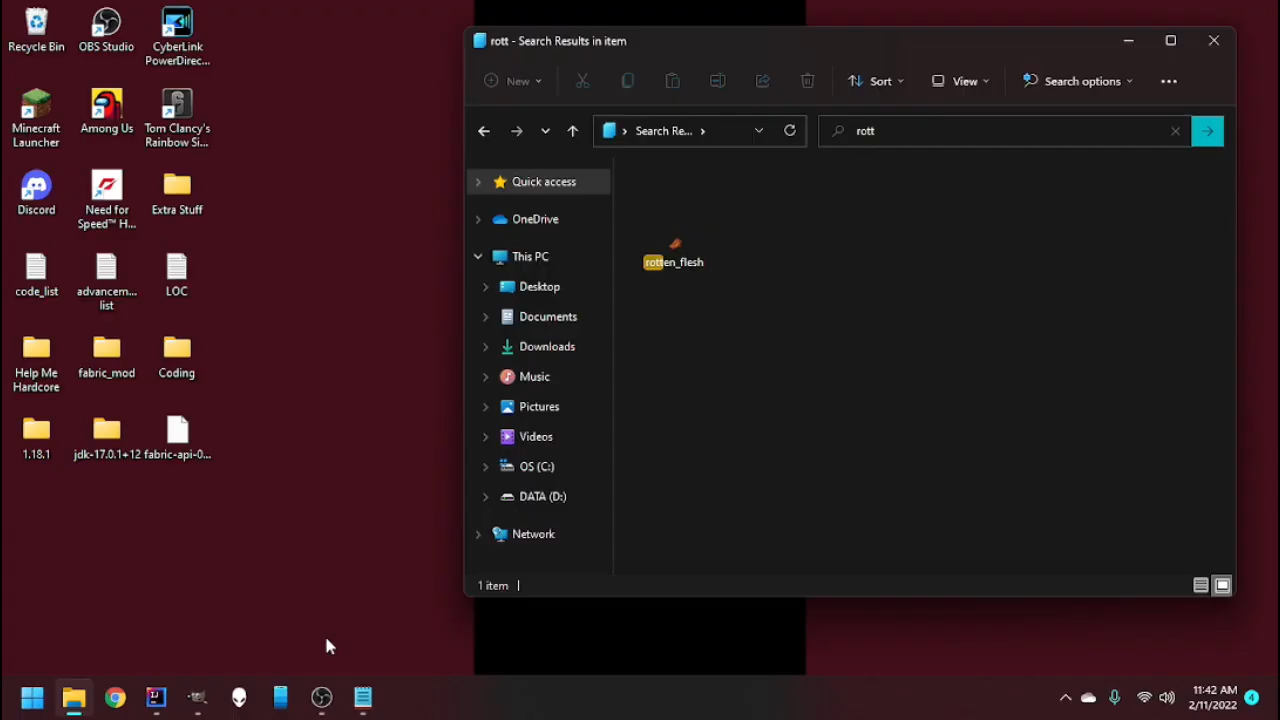 Recycle Bin
OBS Studio
CyberLink
PowerDirec...
Minecraft
Launcher
Among Us
Tom Clancy's
Rainbow Si...
Discord
Need for
Speed™ H...
Extra Stuff
code_list
advancem...
list
LOC
Help Me
Hardcore
fabric_mod
Coding
1.18.1
jdk-17.0.1+12
fabric-api-0...
rott - Search Results in item
New
Sort
View
Search options
Search Re...
rott
Quick access
OneDrive
This PC
Desktop
Documents
Downloads
Music
Pictures
Videos
OS (C:)
DATA (D:)
Network
rotten_flesh
1 item
11:42 AM
2/11/2022
4